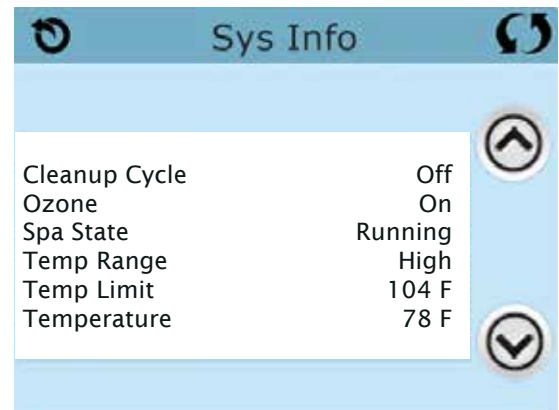 Sys Info
Cleanup Cycle Off
Ozone On
Spa State Running
Temp Range High
Temp Limit 104 F
Temperature 78 F